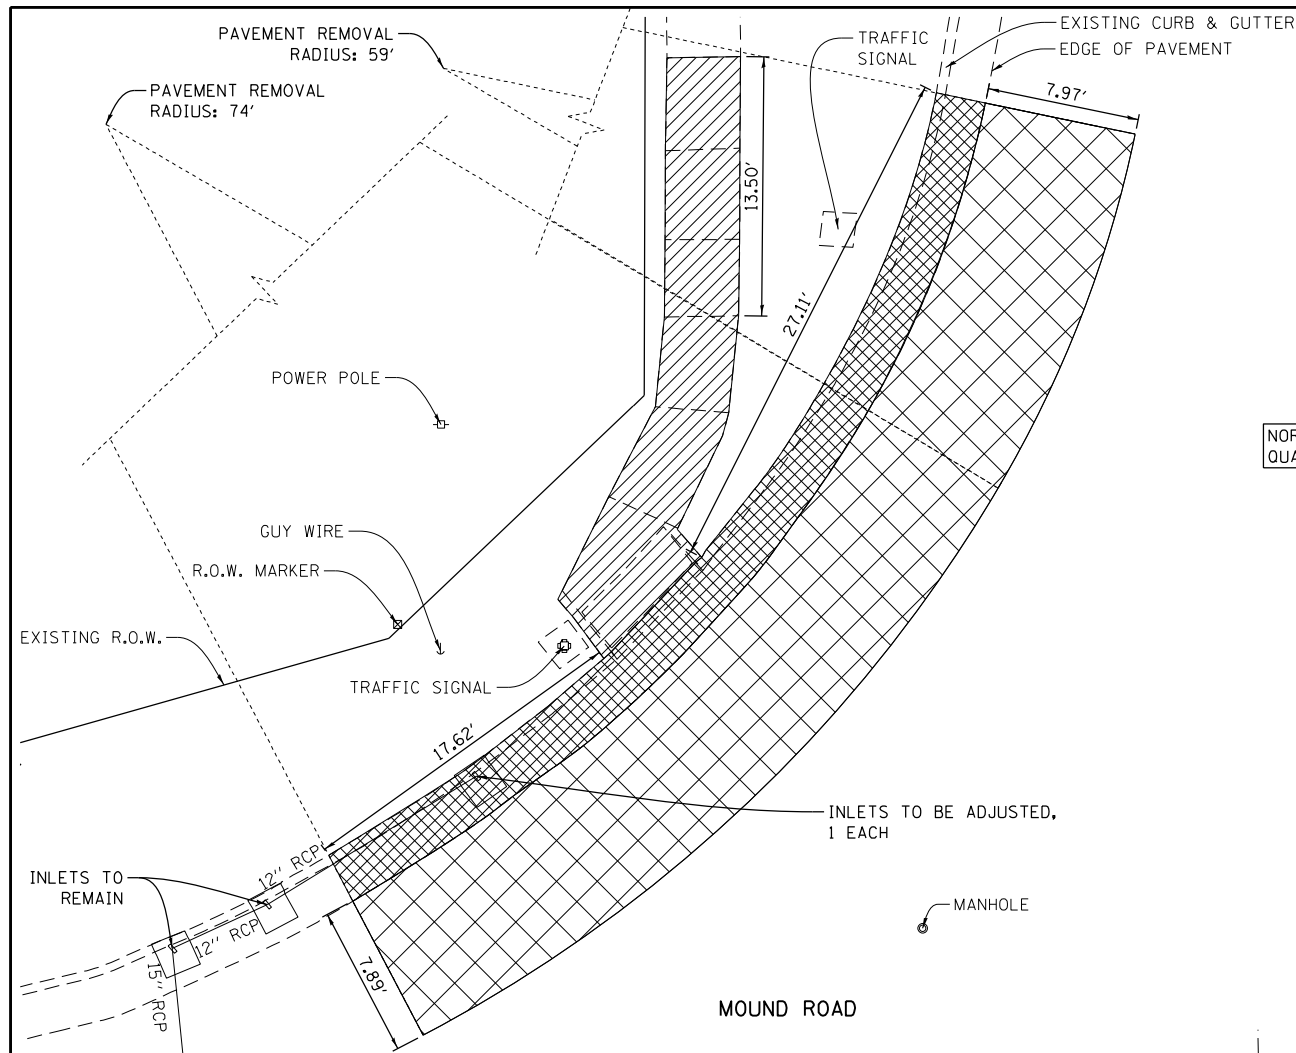 PAVEMENT REMOVAL
RADIUS: 59'
PAVEMENT REMOVAL
RADIUS: 74'
TRAFFIC
SIGNAL
EXISTING CURB & GUTTER
EDGE OF PAVEMENT
7.97'
13.50'
27.11'
POWER POLE
NOR
QUA
GUY WIRE
R.O.W. MARKER
EXISTING R.O.W.
TRAFFIC SIGNAL
17.62'
INLETS TO BE ADJUSTED,
1 EACH
INLETS TO
REMAIN
12" RCP
12" RCP
15" RCP
MANHOLE
7.89'
MOUND ROAD